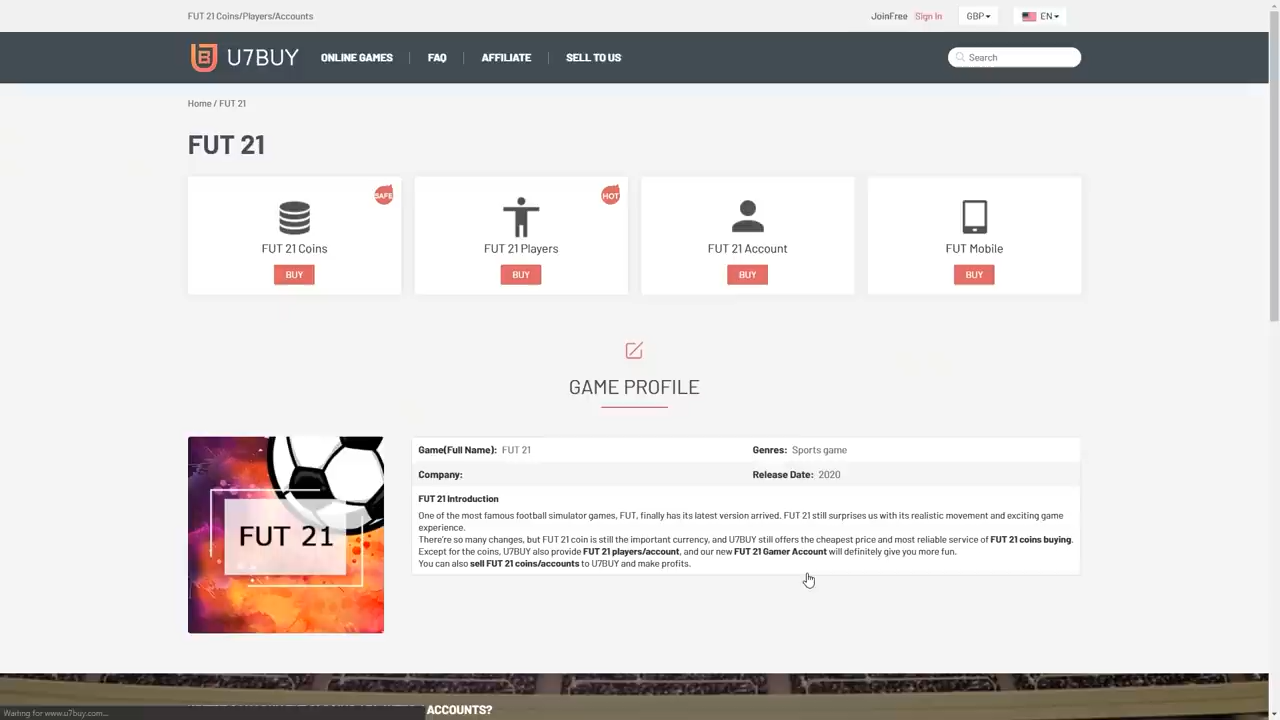 FUT 21 Coins/Players/Accounts
JoinFree Sign In GBP EN
U7BUY ONLINE GAMES FAQ AFFILIATE SELL TO US Search
Home / FUT 21
FUT 21
SAFE HOT
FUT 21 Coins FUT 21 Players FUT 21 Account FUT Mobile
BUY BUY BUY BUY
GAME PROFILE
FUT 21
Game(Full Name): FUT 21 Genres: Sports game
Company: Release Date: 2020
FUT 21 Introduction
One of the most famous football simulator games, FUT, finally has its latest version arrived. FUT 21 still surprises us with its realistic movement and exciting game
experience.
There're so many changes, but FUT 21 coin is still the important currency, and U7BUY still offers the cheapest price and most reliable service of FUT 21 coins buying.
Except for the coins, U7BUY also provide FUT 21 players/account, and our new FUT 21 Gamer Account will definitely give you more fun.
You can also sell FUT 21 coins/accounts to U7BUY and make profits.
ACCOUNTS?
Waiting for www.u7buy.com...